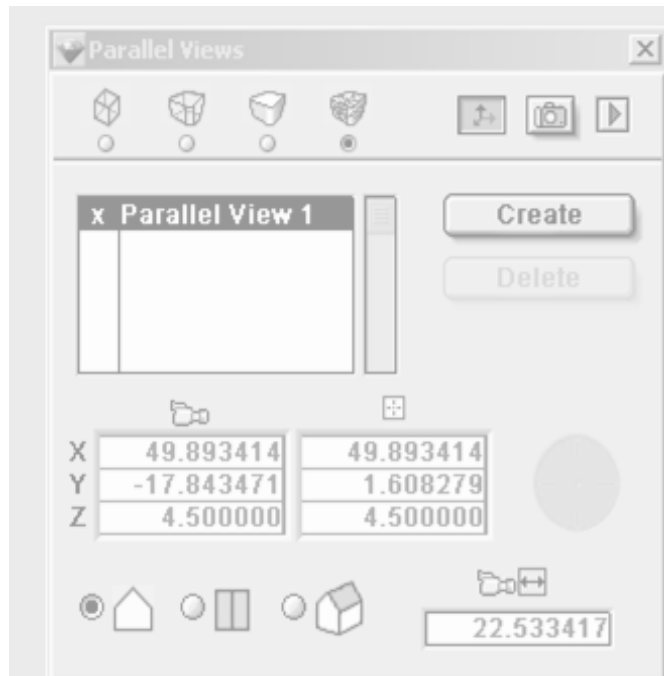 Parallel Views
x Parallel View 1
Create
Delete
X 49.893414 49.893414
Y -17.843471 1.608279
Z 4.500000 4.500000
22.533417